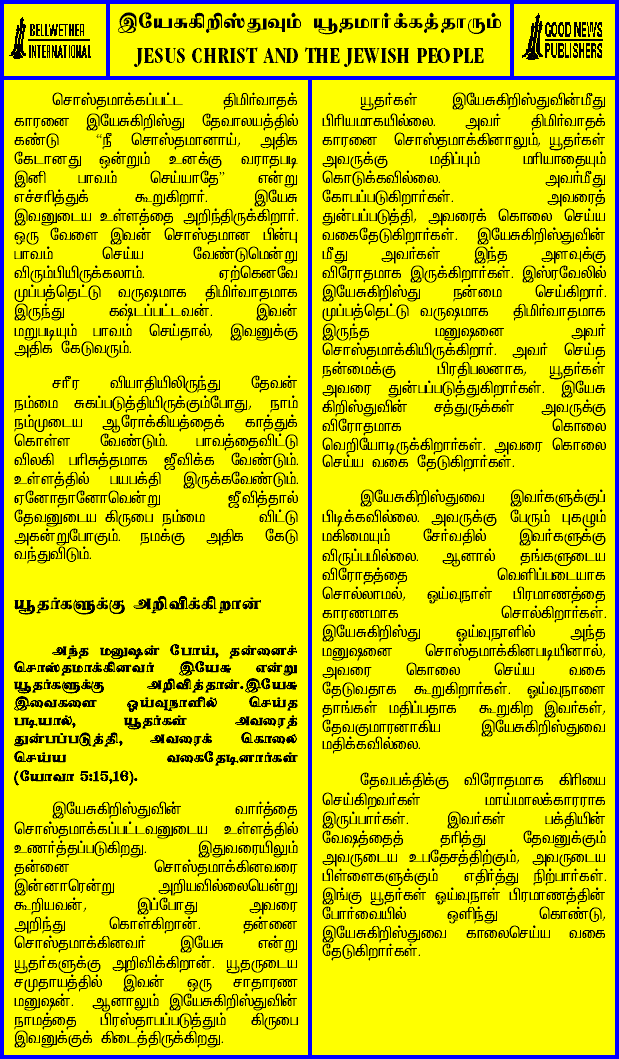 BELLWETHER
INTERNATIONAL
இயேசுகிறிஸ்துவும் யூதமார்க்கத்தாரும்
JESUS CHRIST AND THE JEWISH PEOPLE
GOOD NEWS
PUBLISHERS
சொஸ்தமாக்கப்பட்ட திமிர்வாதக்
காரனை இயேசுகிறிஸ்து தேவாலயத்தில்
கண்டு “நீ சொஸ்தமானாய், அதிக
கேடானது ஒன்றும் உனக்கு வராதபடி
இனி பாவம் செய்யாதே” என்று
எச்சரித்துக் கூறுகிறார். இயேசு
இவனுடைய உள்ளத்தை அறிந்திருக்கிறார்.
ஒரு வேளை இவன் சொஸ்தமான பின்பு
பாவம் செய்ய வேண்டுமென்று
விரும்பியிருக்கலாம். ஏற்கெனவே
முப்பத்தெட்டு வருஷமாக திமிர்வாதமாக
இருந்து கஷ்டப்பட்டவன். இவன்
மறுபடியும் பாவம் செய்தால், இவனுக்கு
அதிக கேடுவரும்.
சரீர வியாதியிலிருந்து தேவன்
நம்மை சுகப்படுத்தியிருக்கும்போது, நாம்
நம்முடைய ஆரோக்கியத்தைக் காத்துக்
கொள்ள வேண்டும். பாவத்தைவிட்டு
விலகி பரிசுத்தமாக ஜீவிக்க வேண்டும்.
உள்ளத்தில் பயபக்தி இருக்கவேண்டும்.
ஏனோதானோவென்று ஜீவித்தால்
தேவனுடைய கிருபை நம்மை விட்டு
அகன்றுபோகும். நமக்கு அதிக கேடு
வந்துவிடும்.
யூதர்களுக்கு அறிவிக்கிறான்
அந்த மனுஷன் போய், தன்னைச்
சொஸ்தமாக்கினவர் இயேசு என்று
யூதர்களுக்கு அறிவித்தான்.இயேசு
இவைகளை ஓய்வுநாளில் செய்த
படியால், யூதர்கள் அவரைத்
துன்பப்படுத்தி, அவரைக் கொலை
செய்ய வகைதேடினார்கள்
(யோவா 5:15,16).
இயேசுகிறிஸ்துவின் வார்த்தை
சொஸ்தமாக்கப்பட்டவனுடைய உள்ளத்தில்
உணர்த்தப்படுகிறது. இதுவரையிலும்
தன்னை சொஸ்தமாக்கினவரை
இன்னாரென்று அறியவில்லையென்று
கூறியவன், இப்போது அவரை
அறிந்து கொள்கிறான். தன்னை
சொஸ்தமாக்கினவர் இயேசு என்று
யூதர்களுக்கு அறிவிக்கிறான். யூதருடைய
சமுதாயத்தில் இவன் ஒரு சாதாரண
மனுஷன். ஆனாலும் இயேசுகிறிஸ்துவின்
நாமத்தை பிரஸ்தாபப்படுத்தும் கிருபை
இவனுக்குக் கிடைத்திருக்கிறது.
யூதர்கள் இயேசுகிறிஸ்துவின்மீது
பிரியமாகயில்லை. அவர் திமிர்வாதக்
காரனை சொஸ்தமாக்கினாலும், யூதர்கள்
அவருக்கு மதிப்பும் மரியாதையும்
கொடுக்கவில்லை. அவர்மீது
கோபப்படுகிறார்கள். அவரைத்
துன்பப்படுத்தி, அவரைக் கொலை செய்ய
வகைதேடுகிறார்கள். இயேசுகிறிஸ்துவின்
மீது அவர்கள் இந்த அளவுக்கு
விரோதமாக இருக்கிறார்கள். இஸ்ரவேலில்
இயேசுகிறிஸ்து நன்மை செய்கிறார்.
முப்பத்தெட்டு வருஷமாக திமிர்வாதமாக
இருந்த மனுஷனை அவர்
சொஸ்தமாக்கியிருக்கிறார். அவர் செய்த
நன்மைக்கு பிரதிபலனாக, யூதர்கள்
அவரை துன்பப்படுத்துகிறார்கள். இயேசு
கிறிஸ்துவின் சத்துருக்கள் அவருக்கு
விரோதமாக கொலை
வெறியோடிருக்கிறார்கள். அவரை கொலை
செய்ய வகை தேடுகிறார்கள்.
இயேசுகிறிஸ்துவை இவர்களுக்குப்
பிடிக்கவில்லை. அவருக்கு பேரும் புகழும்
மகிமையும் சேர்வதில் இவர்களுக்கு
விருப்பமில்லை. ஆனால் தங்களுடைய
விரோதத்தை வெளிப்படையாக
சொல்லாமல், ஓய்வுநாள் பிரமாணத்தை
காரணமாக சொல்கிறார்கள்.
இயேசுகிறிஸ்து ஓய்வுநாளில் அந்த
மனுஷனை சொஸ்தமாக்கினபடியினால்,
அவரை கொலை செய்ய வகை
தேடுவதாக கூறுகிறார்கள். ஓய்வுநாளை
தாங்கள் மதிப்பதாக கூறுகிற இவர்கள்,
தேவகுமாரனாகிய இயேசுகிறிஸ்துவை
மதிக்கவில்லை.
தேவபக்திக்கு விரோதமாக கிரியை
செய்கிறவர்கள் மாய்மாலக்காரராக
இருப்பார்கள். இவர்கள் பக்தியின்
வேஷத்தைத் தரித்து தேவனுக்கும்
அவருடைய உபதேசத்திற்கும், அவருடைய
பிள்ளைகளுக்கும் எதிர்த்து நிற்பார்கள்.
இங்கு யூதர்கள் ஓய்வுநாள் பிரமாணத்தின்
போர்வையில் ஒளிந்து கொண்டு,
இயேசுகிறிஸ்துவை காலைசெய்ய வகை
தேடுகிறார்கள்.